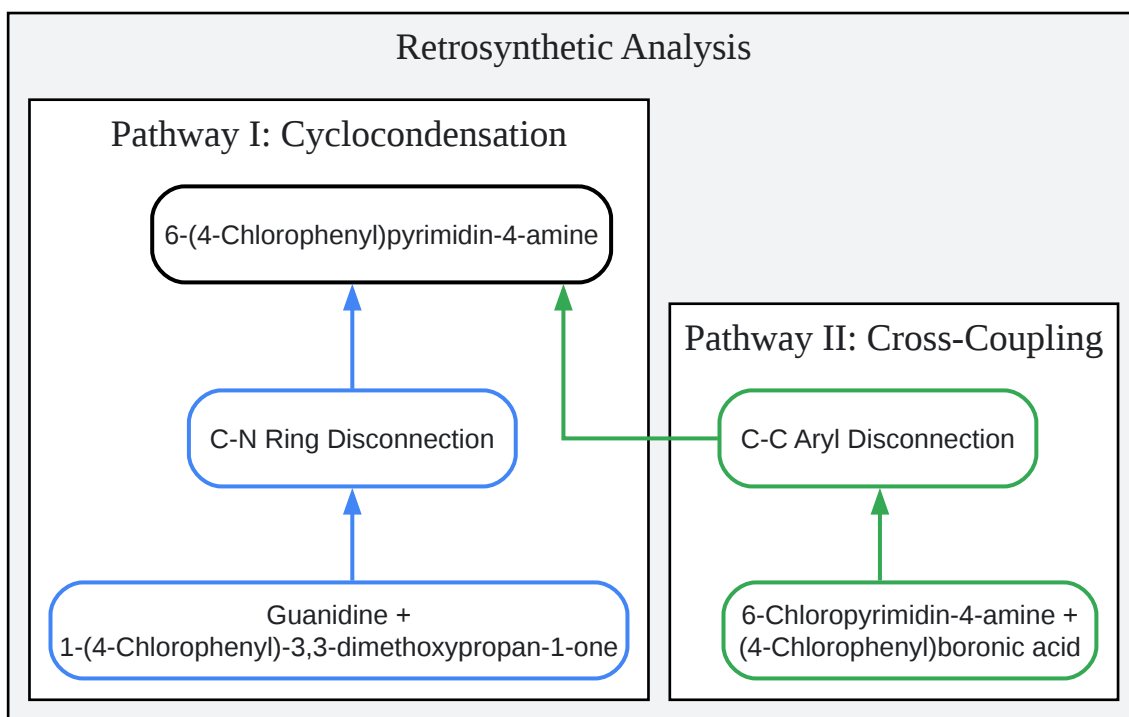 Retrosynthetic Analysis
Pathway I: Cyclocondensation
6-(4-Chlorophenyl)pyrimidin-4-amine
C-N Ring Disconnection
Guanidine +
1-(4-Chlorophenyl)-3,3-dimethoxypropan-1-one
Pathway II: Cross-Coupling
C-C Aryl Disconnection
6-Chloropyrimidin-4-amine +
(4-Chlorophenyl)boronic acid